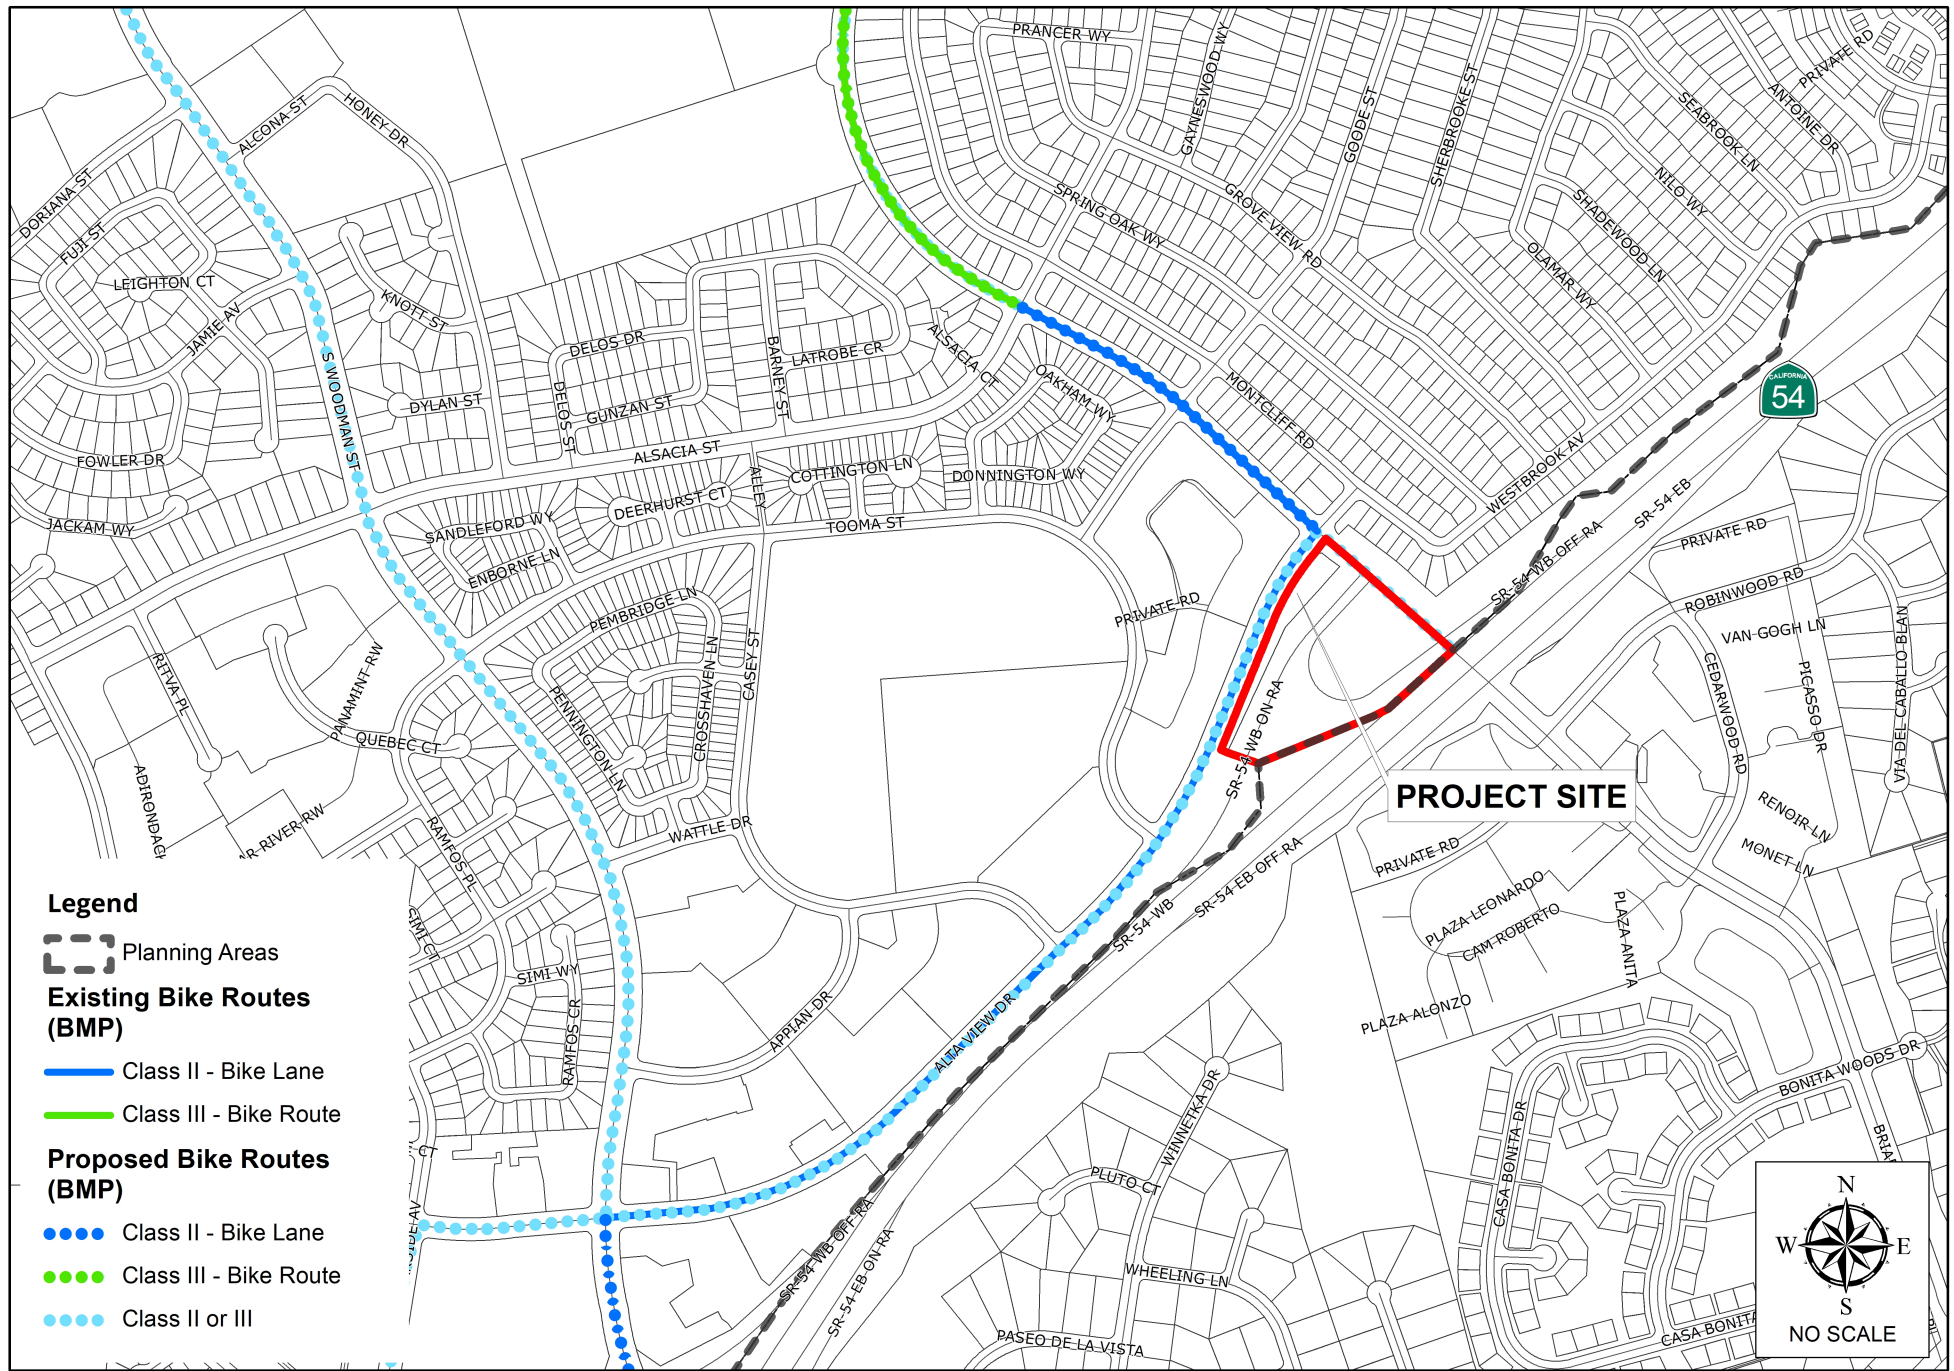 PRANCER WY
GAYNESWOOD WY
PRIVATE RD
ANTOINE DR
SEABROOK LN
GOODE ST
SHERBROOKE ST
ALCONA ST
HONEY DR
DORIANA ST
FUJI ST
LEIGHTON CT
JAMIE AV
KNOTT ST
SPRING OAK WY
GROVE VIEW RD
NILO WY
SHADEWOOD LN
OLAMAR WY
DELOS DR
BARNEY ST
LATROBE CR
ALSACIA CT
OAKHAM WY
MONTCLIFF RD
CALIFORNIA
54
S WOODMAN ST
DYLAN ST
DELOS ST
GUNZAN ST
ALSACIA ST
FOWLER DR
JACKAM WY
ALLEY
COTTINGTON LN
DONNINGTON WY
WESTBROOK AV
SANDLEFORD WY
DEERHURST CT
TOOMA ST
ENBORNE LN
SR-54 EB
SR-54 WB OFF RA
PRIVATE RD
ROBINWOOD RD
VAN GOGH LN
PICASSO DR
VIA DEL CABALLO BLAN
CEDARWOOD RD
PEMBRIDGE LN
PRIVATE RD
CASEY ST
CROSSHAVEN LN
PENNINGTON LN
RITVA PL
PANAMINT RW
QUEBEC CT
SR-54 WB ON RA
PROJECT SITE
RENOIR LN
MONET LN
WATTLE DR
PRIVATE RD
RAMFOS PL
SR-54 EB OFF RA
SR-54 WB
PLAZA LEONARDO
CAM ROBERTO
PLAZA ANITA
PLAZA ALONZO
SIMI CT
SIMI WY
RAMFOS CR
APPIAN DR
ALTA VIEW DR
WINNETKA DR
PLUTO CT
BONITA WOODS DR
CASA BONITA DR
SR-54 WB OFF RA
SR-54 EB ON RA
WHEELING LN
PASEO DE LA VISTA
CASA BONITA
CT
Legend
Planning Areas
Existing Bike Routes
(BMP)
Class II - Bike Lane
Class III - Bike Route
Proposed Bike Routes
(BMP)
Class II - Bike Lane
Class III - Bike Route
Class II or III
N
W
E
S
NO SCALE